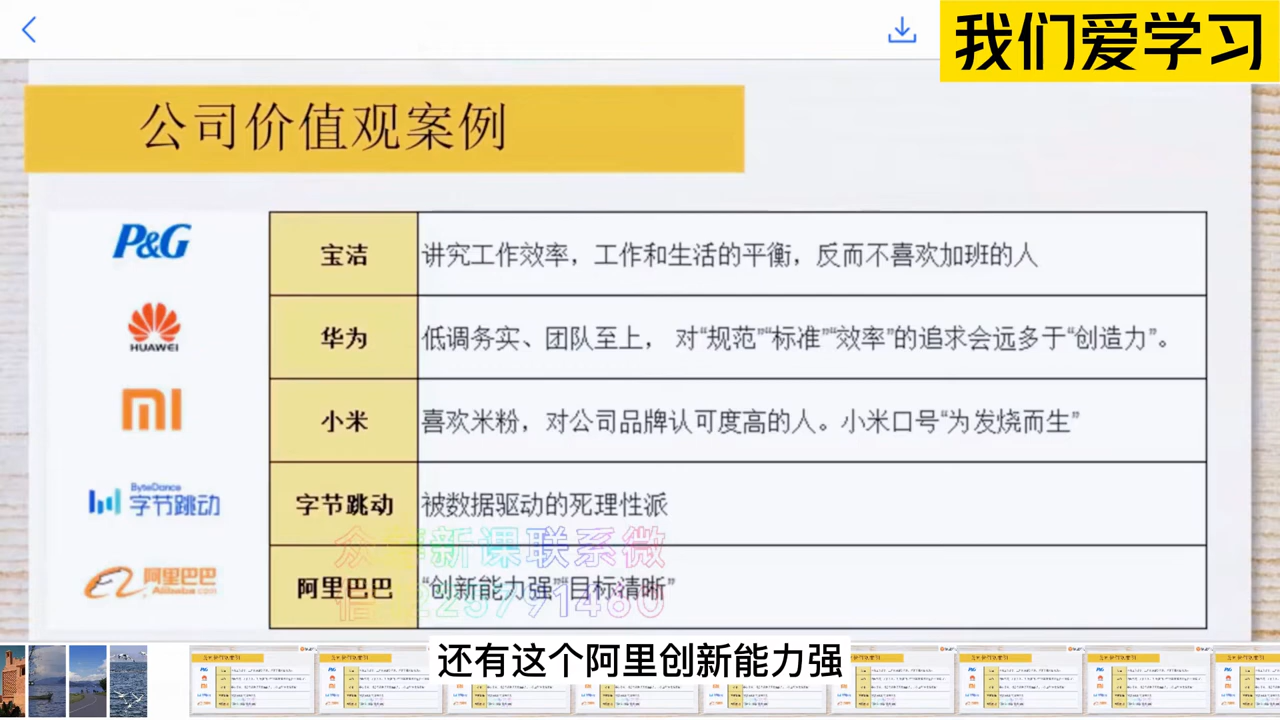 我们爱学习
公司价值观案例
P&G
宝洁
讲究工作效率，工作和生活的平衡，反而不喜欢加班的人
HUAWEI
华为
低调务实、团队至上， 对“规范”“标准”“效率”的追求会远多于“创造力”。
小米
喜欢米粉，对公司品牌认可度高的人。小米口号“为发烧而生”
ByteDance
字节跳动
字节跳动
被数据驱动的死理性派
新课联系微
阿里巴巴
Alibaba.com
阿里巴巴
“创新能力强”“目标清晰”
还有这个阿里创新能力强